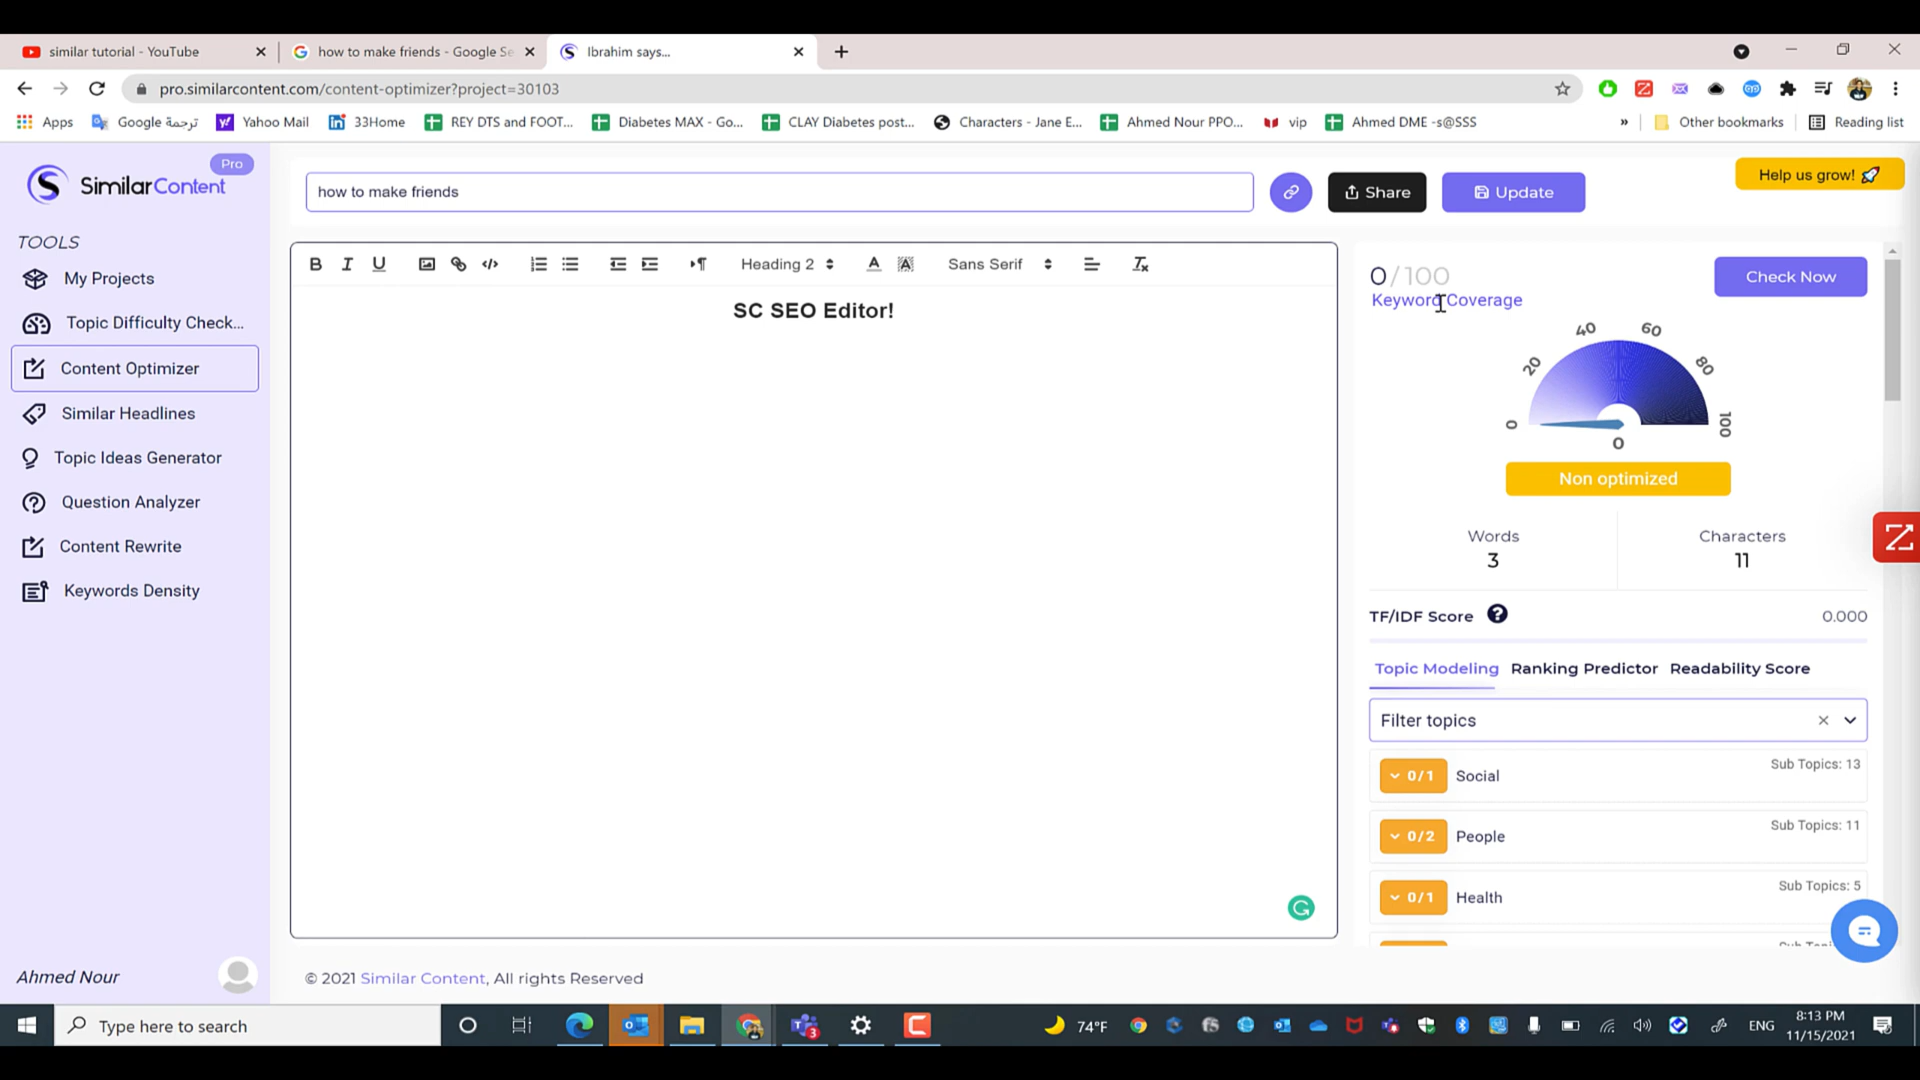 similar tutorial - YouTube
how to make friends - Google Se
Ibrahim says...
pro.similarcontent.com/content-optimizer?project=30103
Apps
Google ترجمة
Yahoo Mail
33Home
REY DTS and FOOT...
Diabetes MAX - Go...
CLAY Diabetes post...
Characters - Jane E...
Ahmed Nour PPO...
vip
Ahmed DME -s@SSS
»
Other bookmarks
Reading list
SimilarContent
Pro
TOOLS
My Projects
Topic Difficulty Check...
Content Optimizer
Similar Headlines
Topic Ideas Generator
Question Analyzer
Content Rewrite
Keywords Density
Ahmed Nour
how to make friends
Share
Update
Help us grow!
B I U
Heading 2
Sans Serif
SC SEO Editor!
0/100
Keyword Coverage
Check Now
0 20 40 60 80 100
0
Non optimized
Words
3
Characters
11
TF/IDF Score
0.000
Topic Modeling
Ranking Predictor
Readability Score
Filter topics
0/1 Social
Sub Topics: 13
0/2 People
Sub Topics: 11
0/1 Health
Sub Topics: 5
© 2021 Similar Content, All rights Reserved
Type here to search
74°F
ENG
8:13 PM
11/15/2021